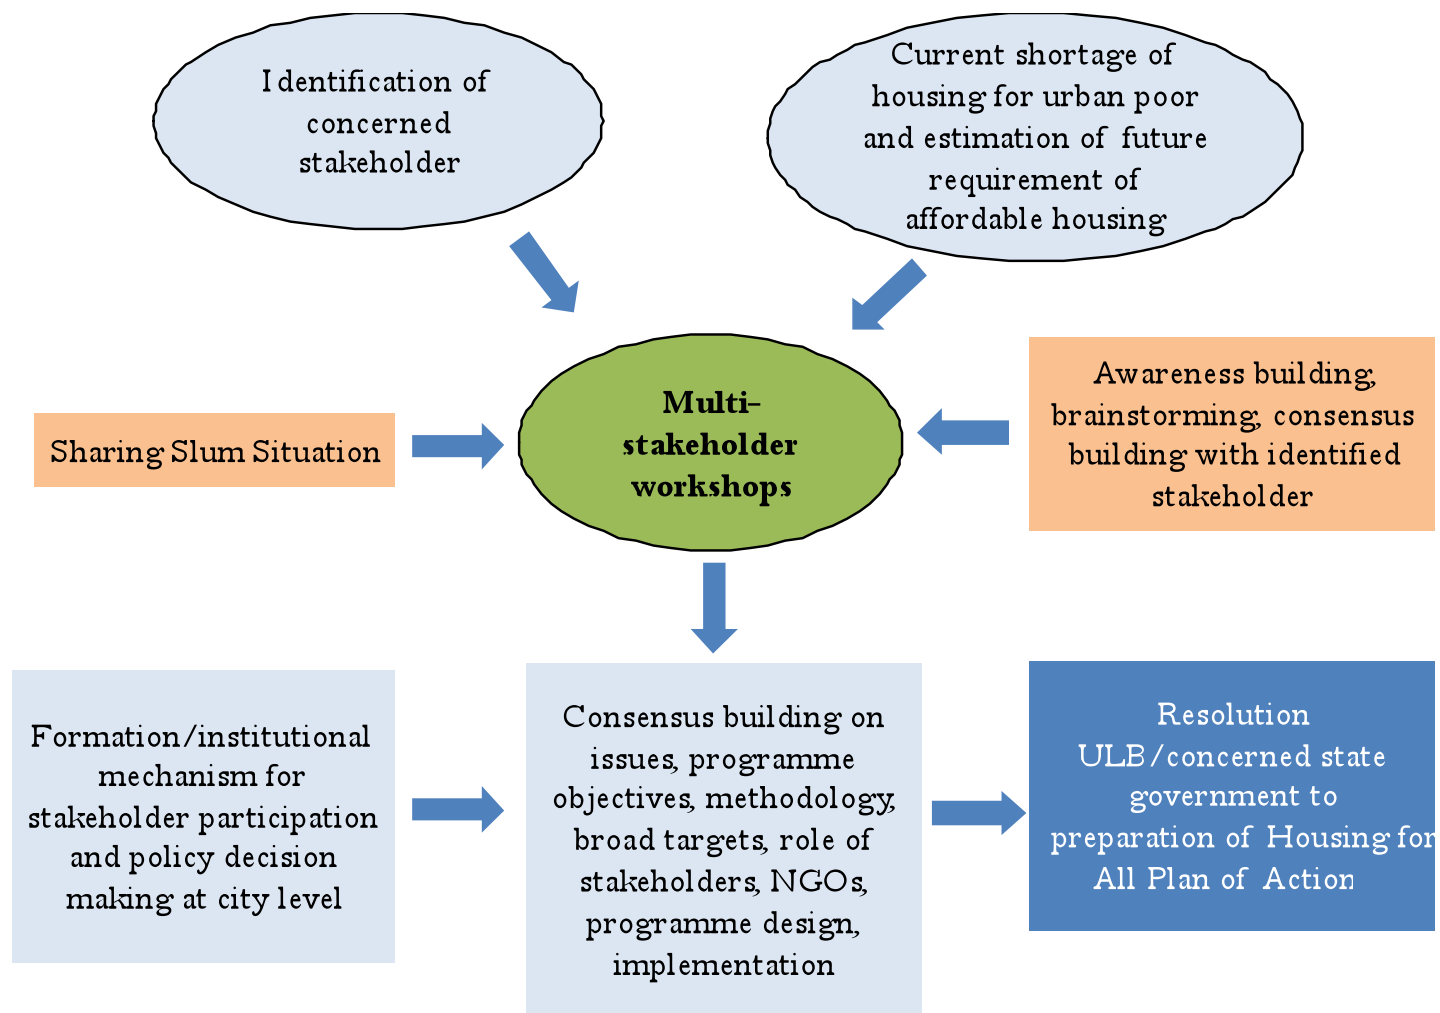 Identification of
concerned
stakeholder
Current shortage of
housing for urban poor
and estimation of future
requirement of
affordable housing
Multi-
stakeholder
workshops
Sharing Slum Situation
Awareness building,
brainstorming, consensus
building with identified
stakeholder
Formation/institutional
mechanism for
stakeholder participation
and policy decision
making at city level
Consensus building on
issues, programme
objectives, methodology,
broad targets, role of
stakeholders, NGOs,
programme design,
implementation
Resolution
ULB/concerned state
government to
preparation of Housing for
All Plan of Action